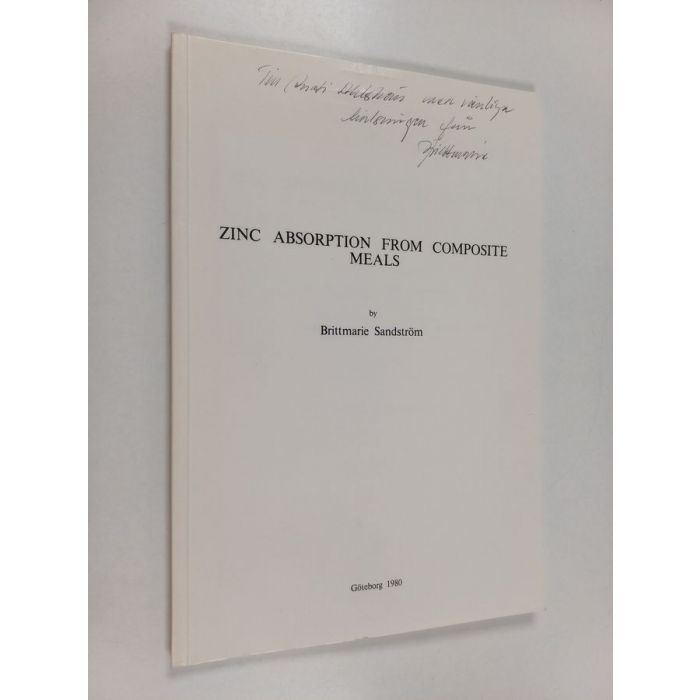 Till med vänliga
hälsningar från
Brittmarie
ZINC ABSORPTION FROM COMPOSITE
MEALS
by
Brittmarie Sandström
Göteborg 1980